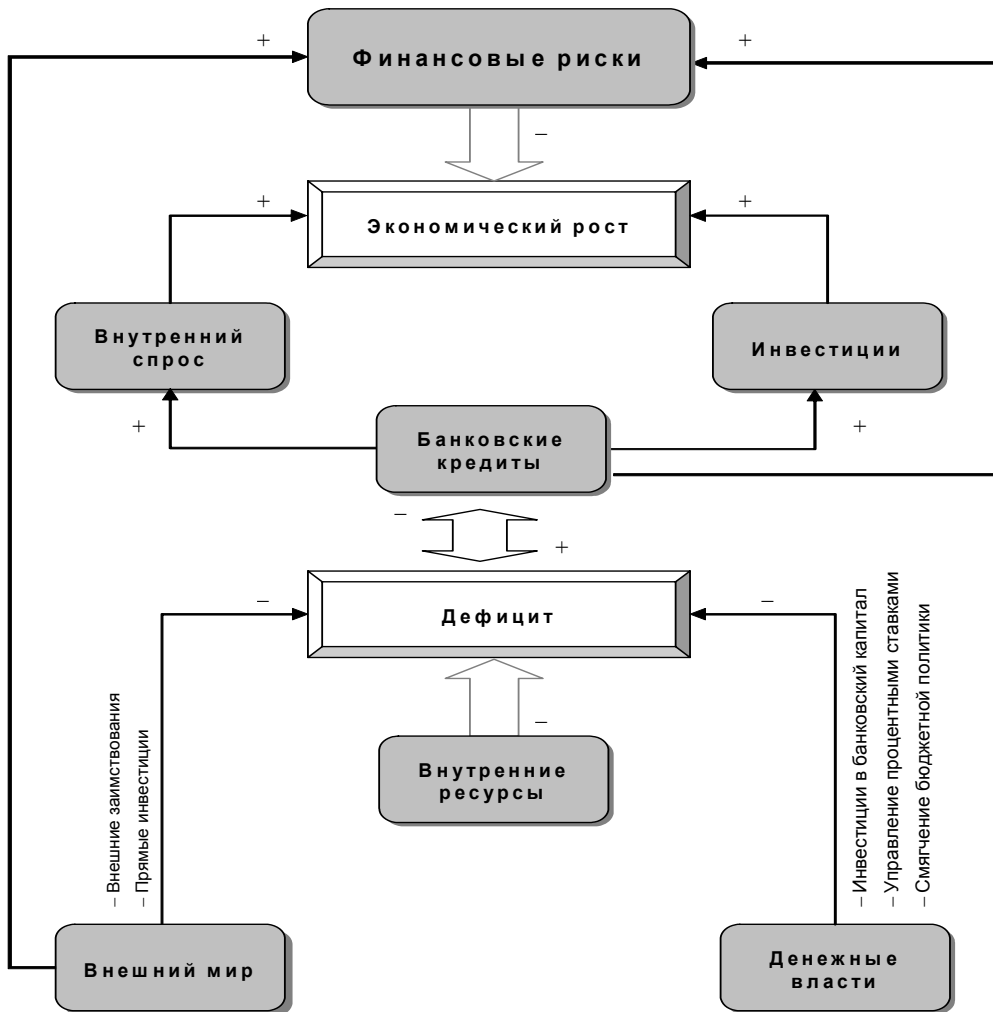 +
+
Финансовые риски
–
+
+
Экономический рост
Внутренний
спрос
Инвестиции
+
+
Банковские
кредиты
–
+
–
–
Дефицит
–
Внутренние
ресурсы
– Внешние заимствования
– Прямые инвестиции
– Инвестиции в банковский капитал
– Управление процентными ставками
– Смягчение бюджетной политики
Внешний мир
Денежные
власти